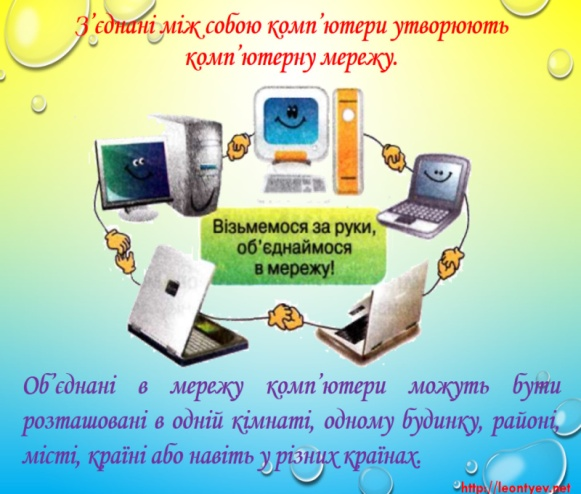 З’єднані між собою комп’ютери утворюють
комп’ютерну мережу.
Візьмемося за руки,
об’єднаймося
в мережу!
Об’єднані в мережу комп’ютери можуть бути
розташовані в одній кімнаті, одному будинку, районі,
місті, країні або навіть у різних країнах.
http://leontyev.net